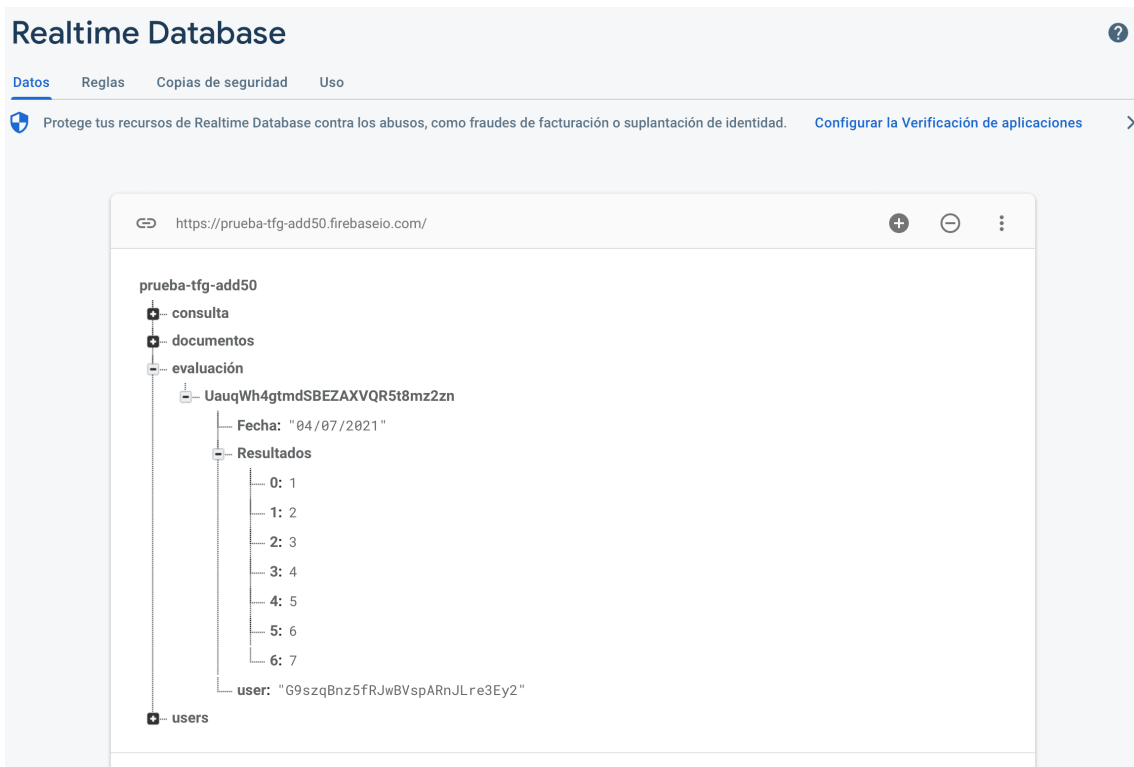 Realtime Database
Datos Reglas Copias de seguridad Uso
Protege tus recursos de Realtime Database contra los abusos, como fraudes de facturación o suplantación de identidad. Configurar la Verificación de aplicaciones
https://prueba-tfg-add50.firebaseio.com/
prueba-tfg-add50
consulta
documentos
evaluación
UauqWh4gtmdSBEZAXVQR5t8mz2zn
Fecha: "04/07/2021"
Resultados
0: 1
1: 2
2: 3
3: 4
4: 5
5: 6
6: 7
user: "G9szqBnz5fRJwBVspARnJLre3Ey2"
users